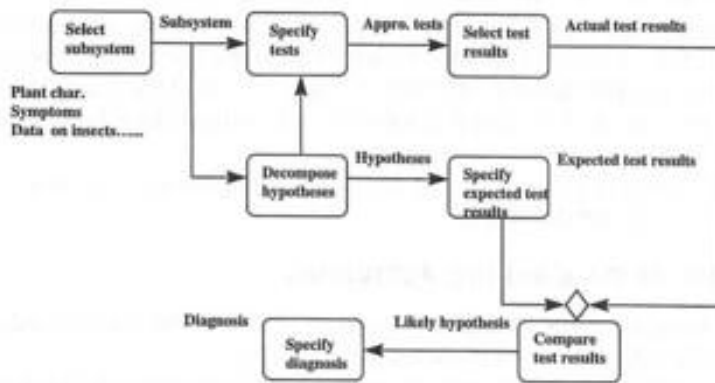 Select
subsystem
Subsystem
Specify
tests
Appro. tests
Select test
results
Actual test results
Plant char.
Symptoms
Data on insects......
Decompose
hypotheses
Hypotheses
Specify
expected test
results
Expected test results
Diagnosis
Specify
diagnosis
Likely hypothesis
Compare
test results